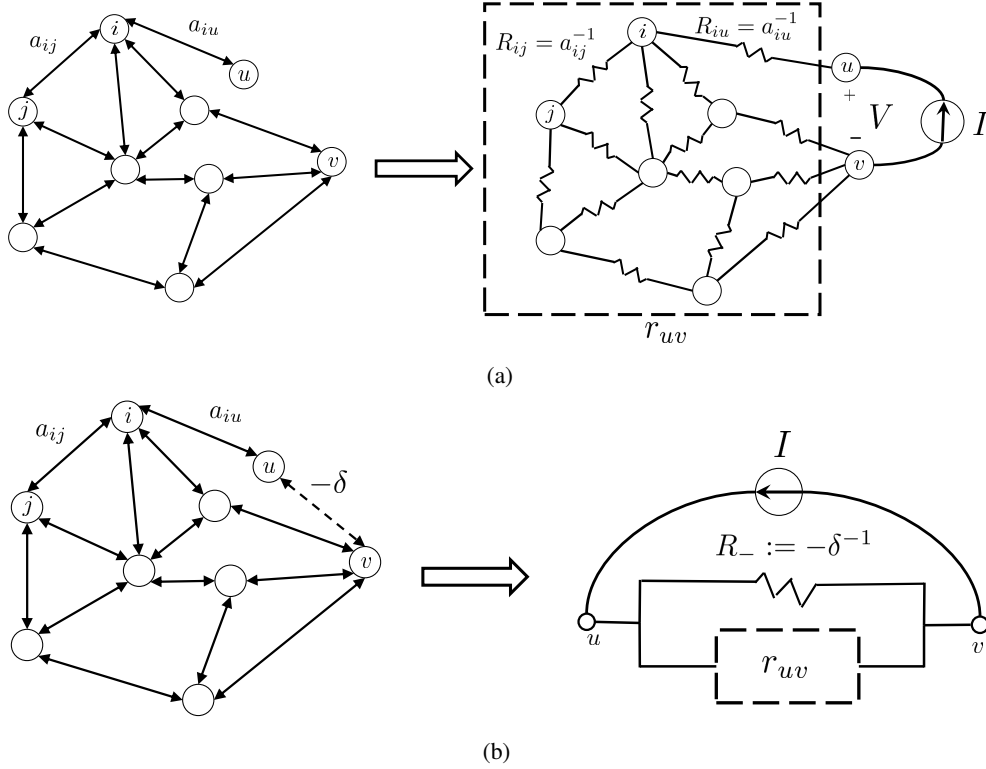 i
a_{ij}
a_{iu}
u
j
v
R_{ij} = a_{ij}^{-1}
i
R_{iu} = a_{iu}^{-1}
u
+
j
V
I
-
v
r_{uv}
(a)
i
a_{iu}
a_{ij}
u
-δ
j
v
I
R_- := -δ^{-1}
u
v
r_{uv}
(b)